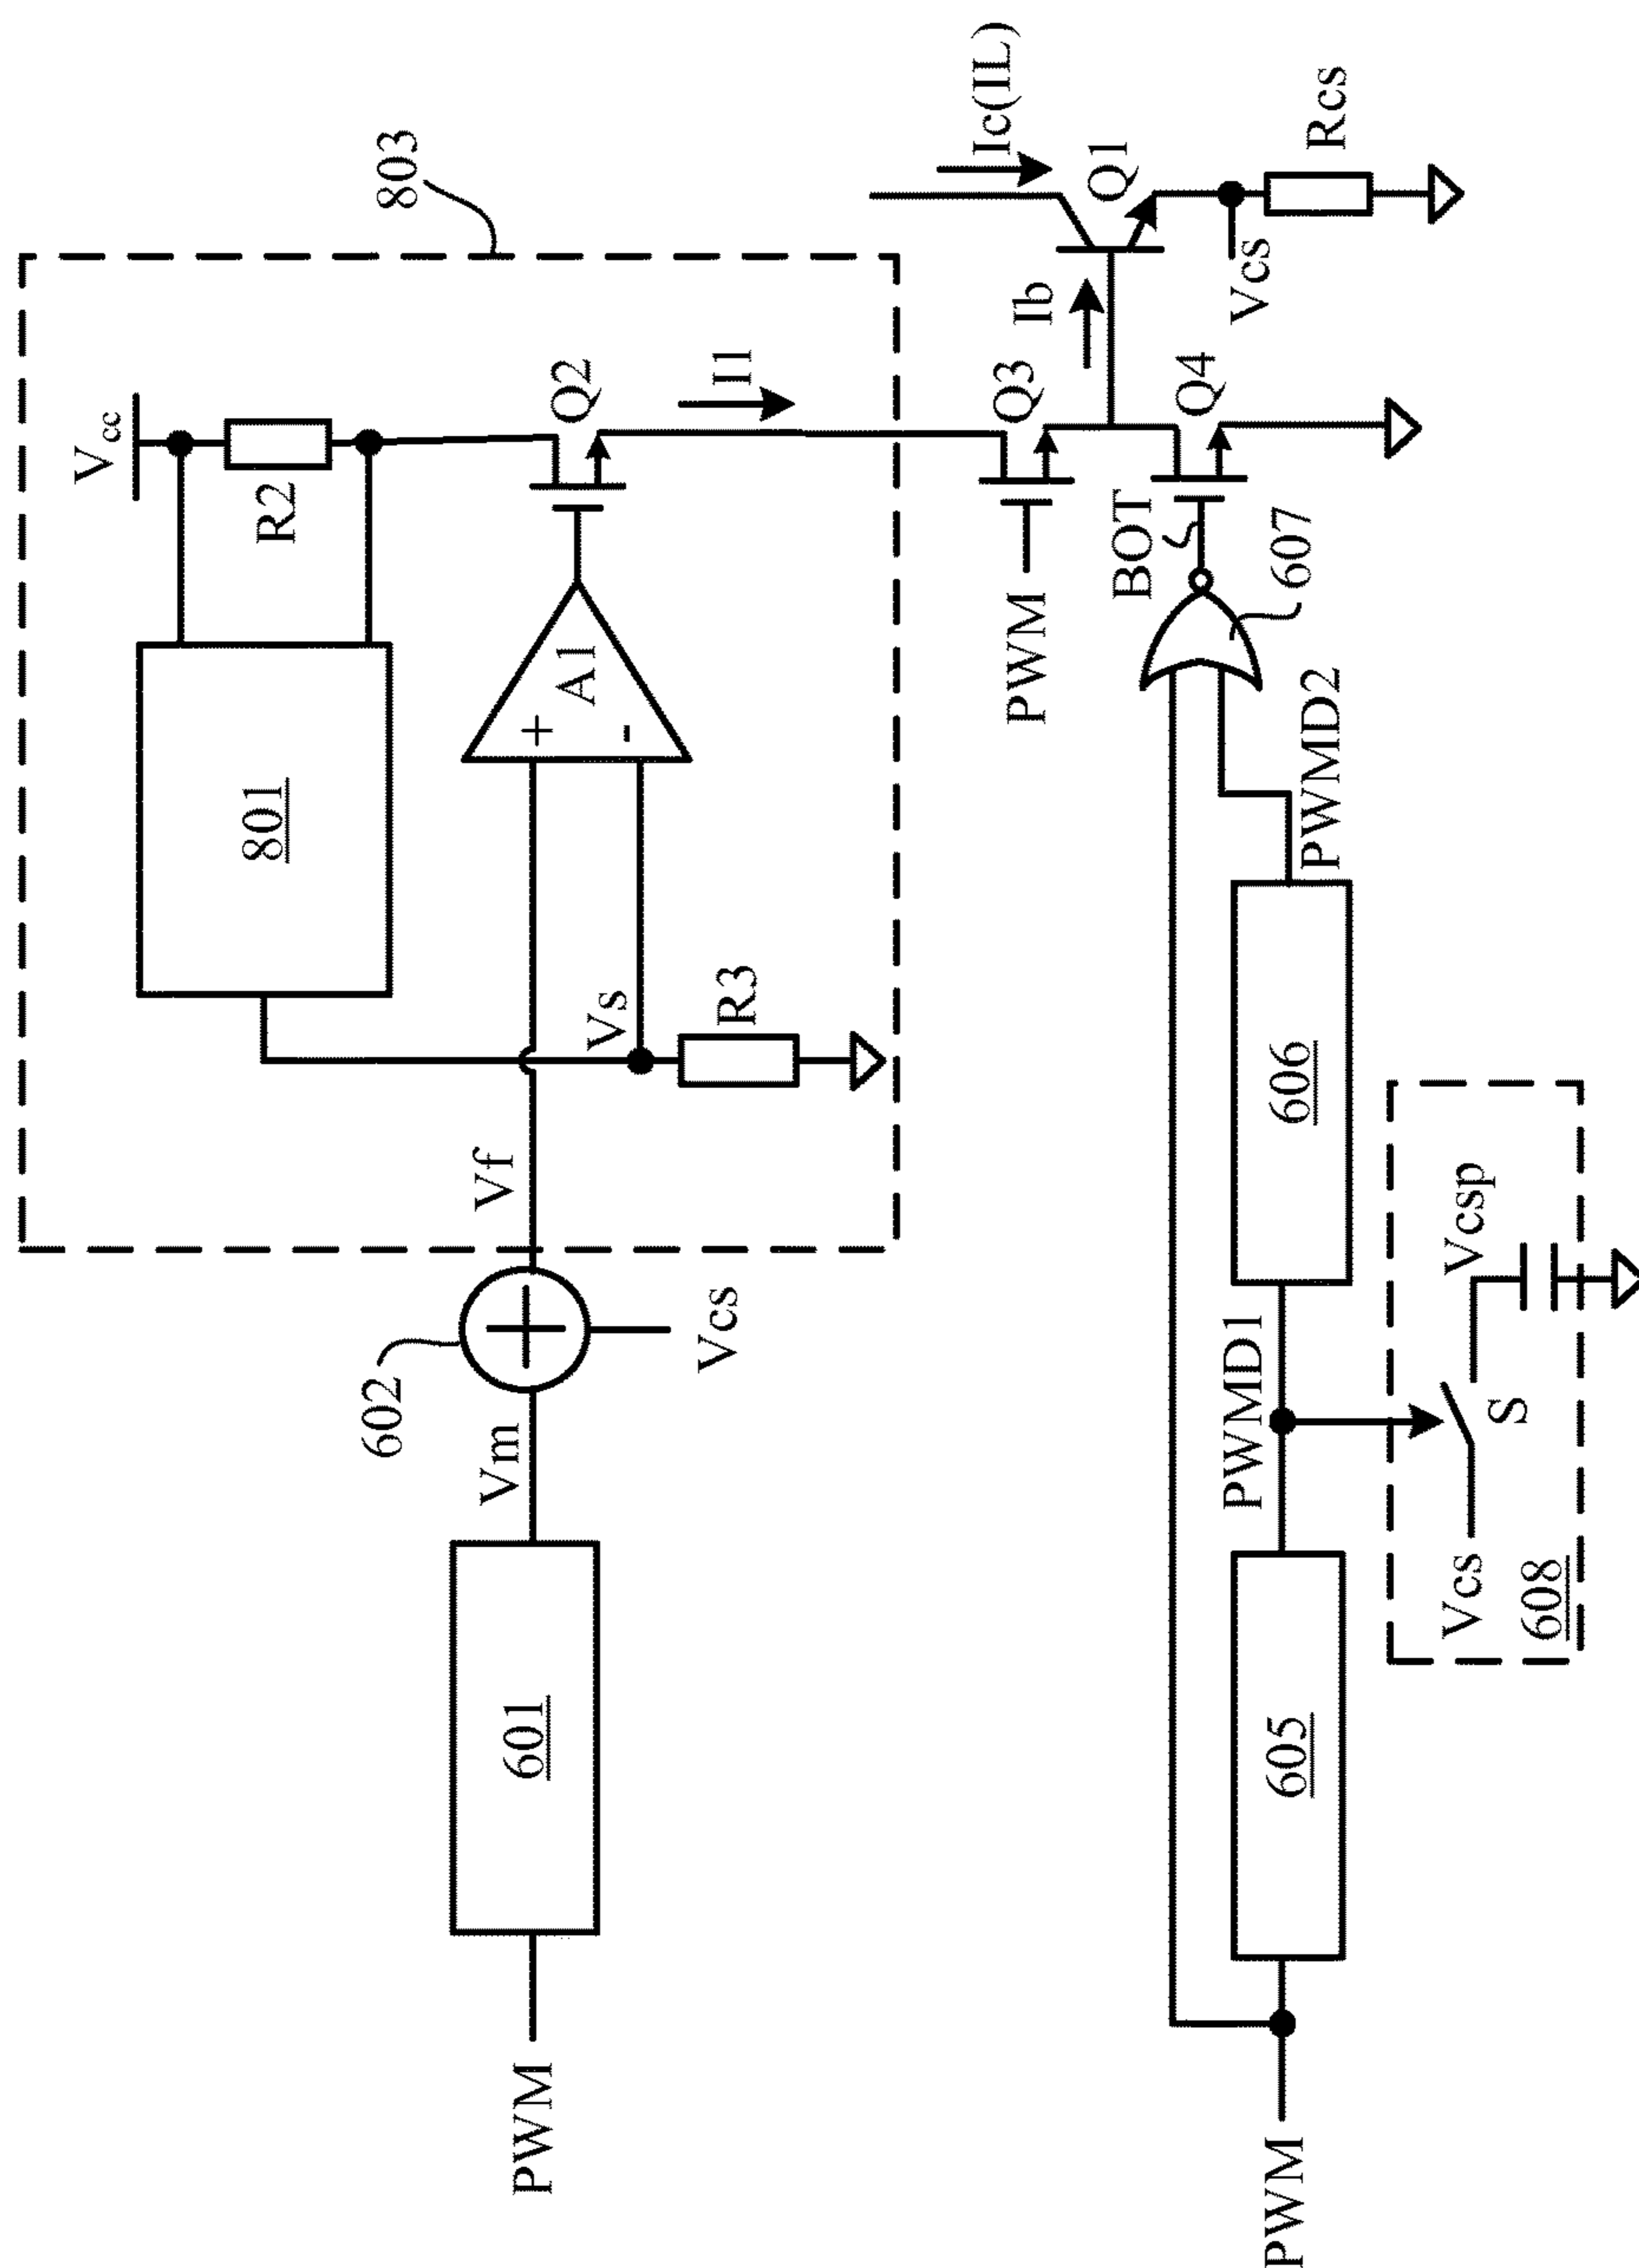 803
Vcc
R2
801
Q2
I1
A1
+
-
Vs
R3
Vf
602
Vcs
Vm
601
PWM
Ic(IL)
Q1
Rcs
Vcs
Ib
Q3
PWM
Q4
BOT
607
PWMD2
606
PWMD1
605
PWM
Vcs
S
Vcsp
608